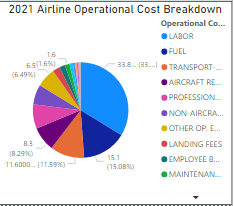 2021 Airline Operational Cost Breakdown
Operational Co...
LABOR
FUEL
TRANSPORT-...
AIRCRAFT RE...
PROFESSION...
NON-AIRCRA...
OTHER OP. E...
LANDING FEES
EMPLOYEE B...
MAINTENAN...
1.6
(1.6%)
6.5
(6.49%)
33.8... (33....)
8.3
(8.29%)
11.6000... (11.59%)
15.1
(15.08%)